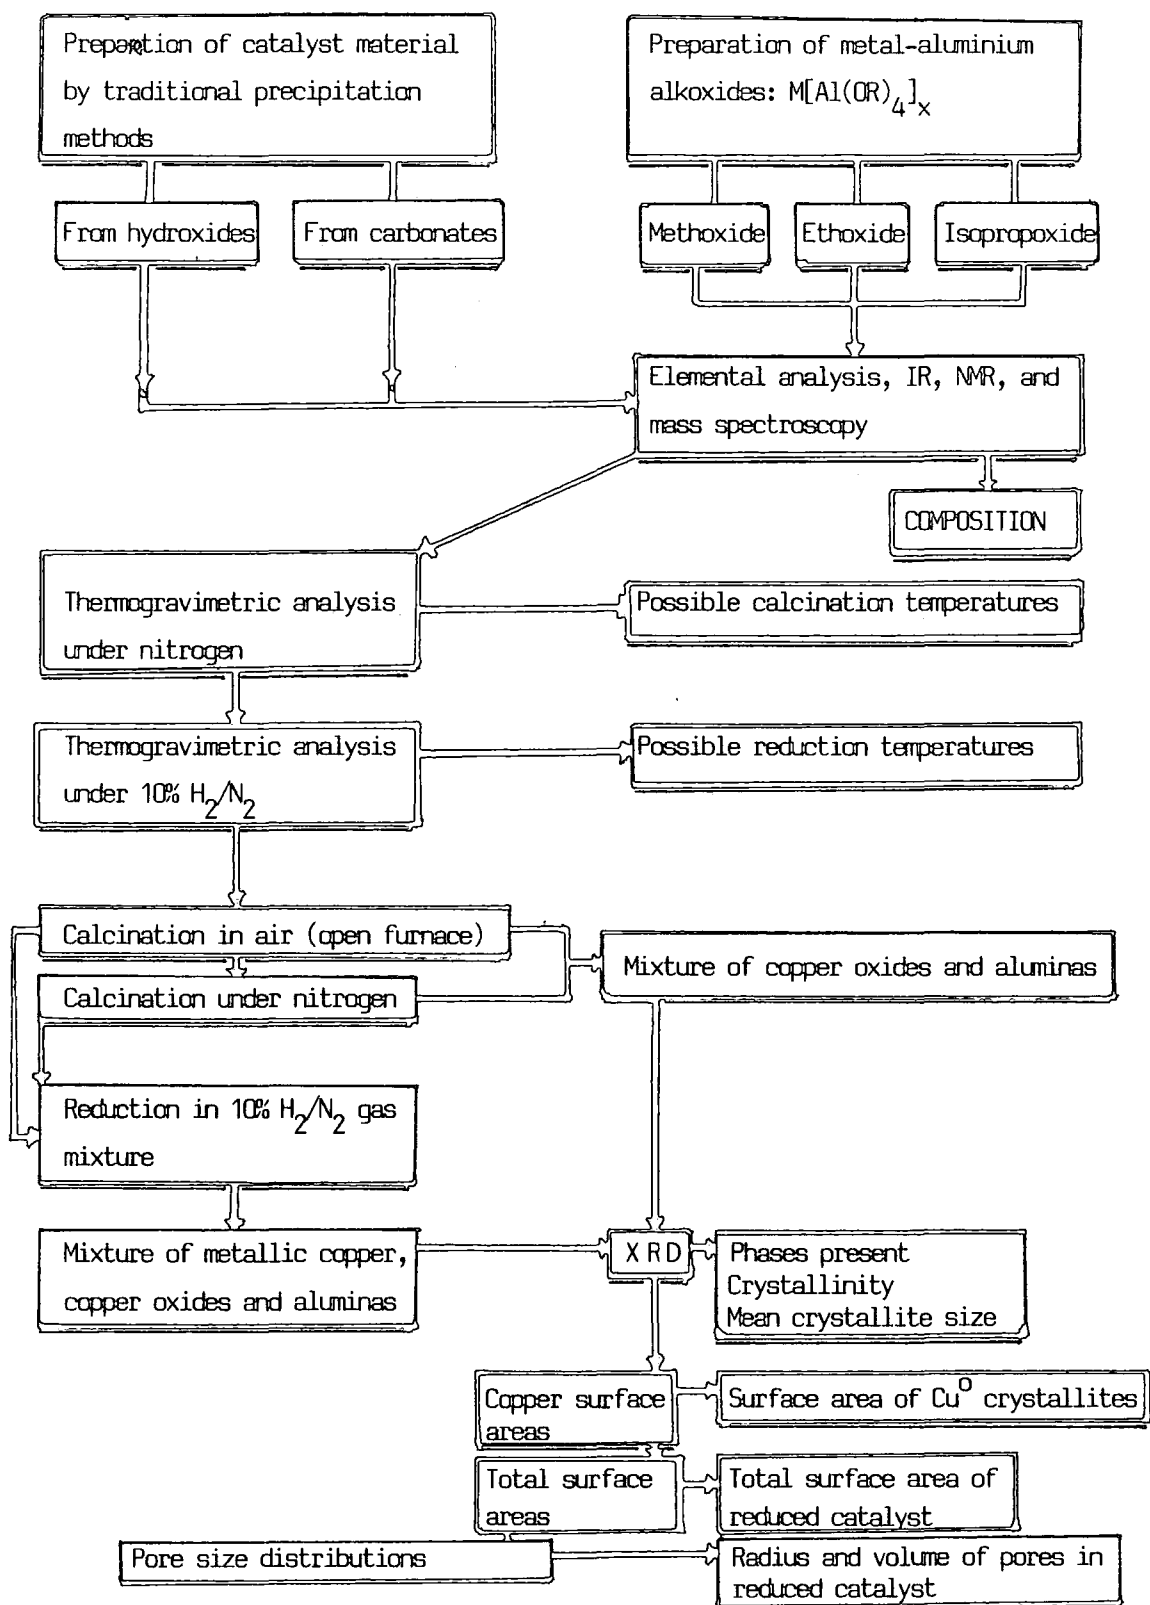 Preparation of catalyst material
by traditional precipitation
methods
Preparation of metal-aluminium
alkoxides: M[Al(OR)₄]ₓ
From hydroxides
From carbonates
Methoxide
Ethoxide
Isopropoxide
Elemental analysis, IR, NMR, and
mass spectroscopy
COMPOSITION
Thermogravimetric analysis
under nitrogen
Possible calcination temperatures
Thermogravimetric analysis
under 10% H₂/N₂
Possible reduction temperatures
Calcination in air (open furnace)
Calcination under nitrogen
Mixture of copper oxides and aluminas
Reduction in 10% H₂/N₂ gas
mixture
Mixture of metallic copper,
copper oxides and aluminas
XRD
Phases present
Crystallinity
Mean crystallite size
Copper surface
areas
Surface area of Cu⁰ crystallites
Total surface
areas
Total surface area of
reduced catalyst
Pore size distributions
Radius and volume of pores in
reduced catalyst